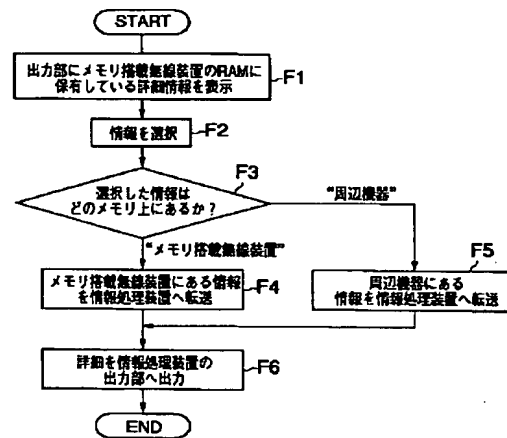 START
出力部にメモリ搭載無線装置のRAMに
保有している詳細情報を表示
F1
情報を選択
F2
F3
選択した情報は
どのメモリ上にあるか？
“周辺機器”
“メモリ搭載無線装置”
メモリ搭載無線装置にある情報
を情報処理装置へ転送
F4
F5
周辺機器にある
情報を情報処理装置へ転送
詳細を情報処理装置の
出力部へ出力
F6
END